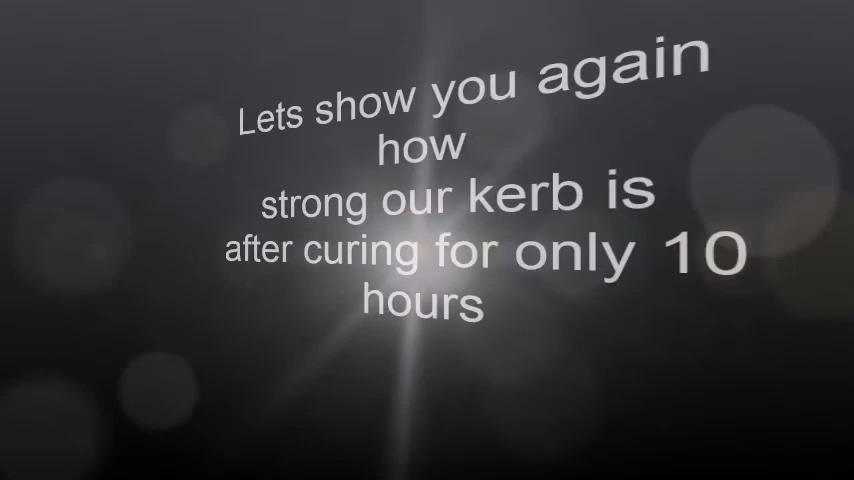 Lets show you again
how
strong our kerb is
after curing for only 10
hours